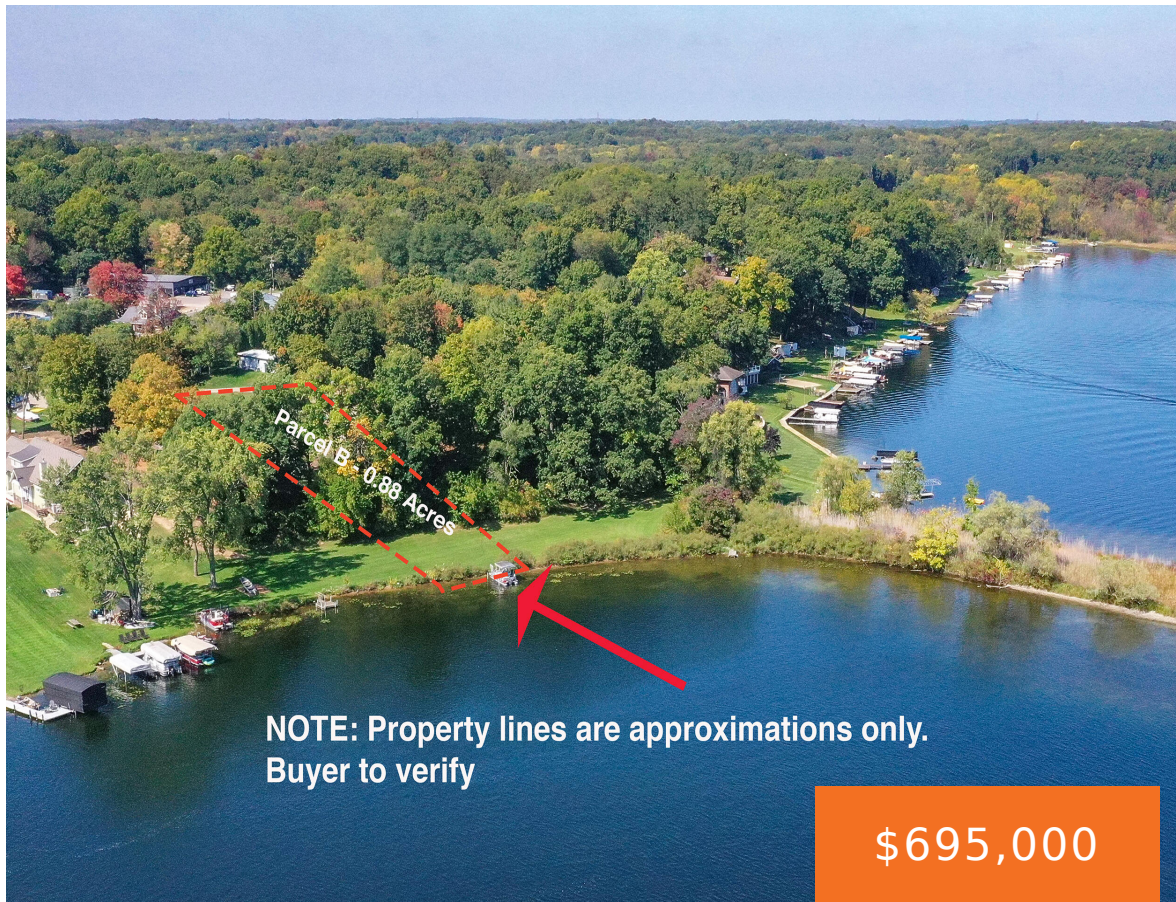 Parcel B - 0.88 Acres
NOTE: Property lines are approximations only.
Buyer to verify
$695,000